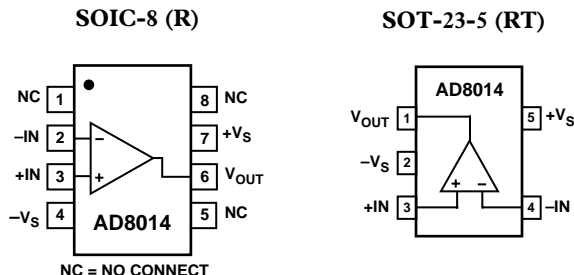 SOIC-8 (R)
NC 1
8 NC
–IN 2 –
7 +VS
+IN 3 +
6 VOUT
–VS 4
5 NC
AD8014
NC = NO CONNECT
SOT-23-5 (RT)
AD8014
VOUT 1
5 +VS
–VS 2
+IN 3 + –
4 –IN